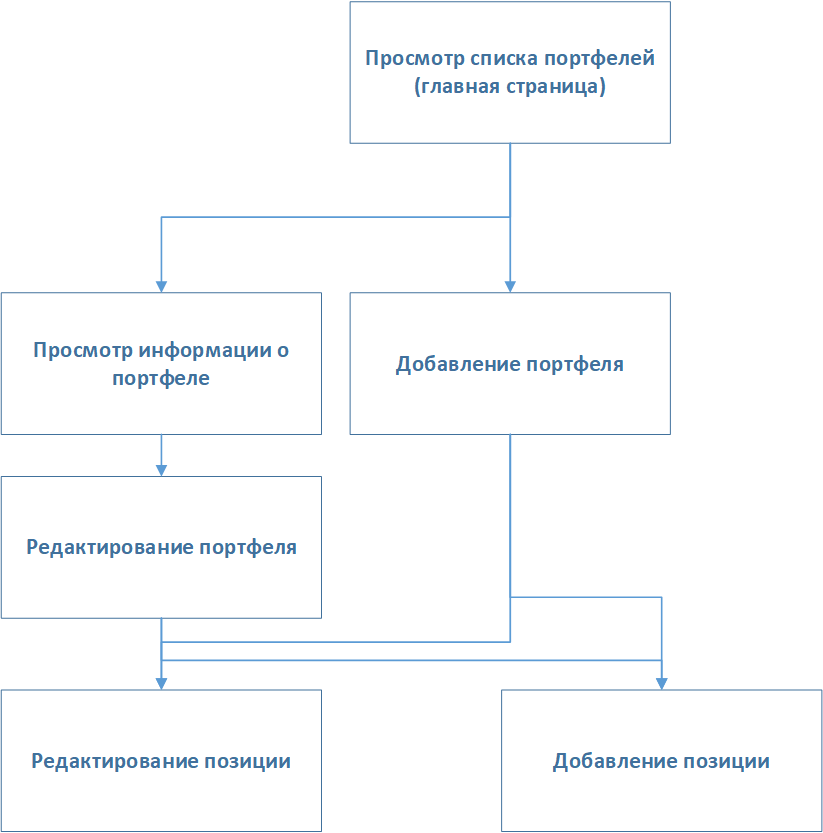 Просмотр списка портфелей
(главная страница)
Просмотр информации о
портфеле
Добавление портфеля
Редактирование портфеля
Редактирование позиции
Добавление позиции